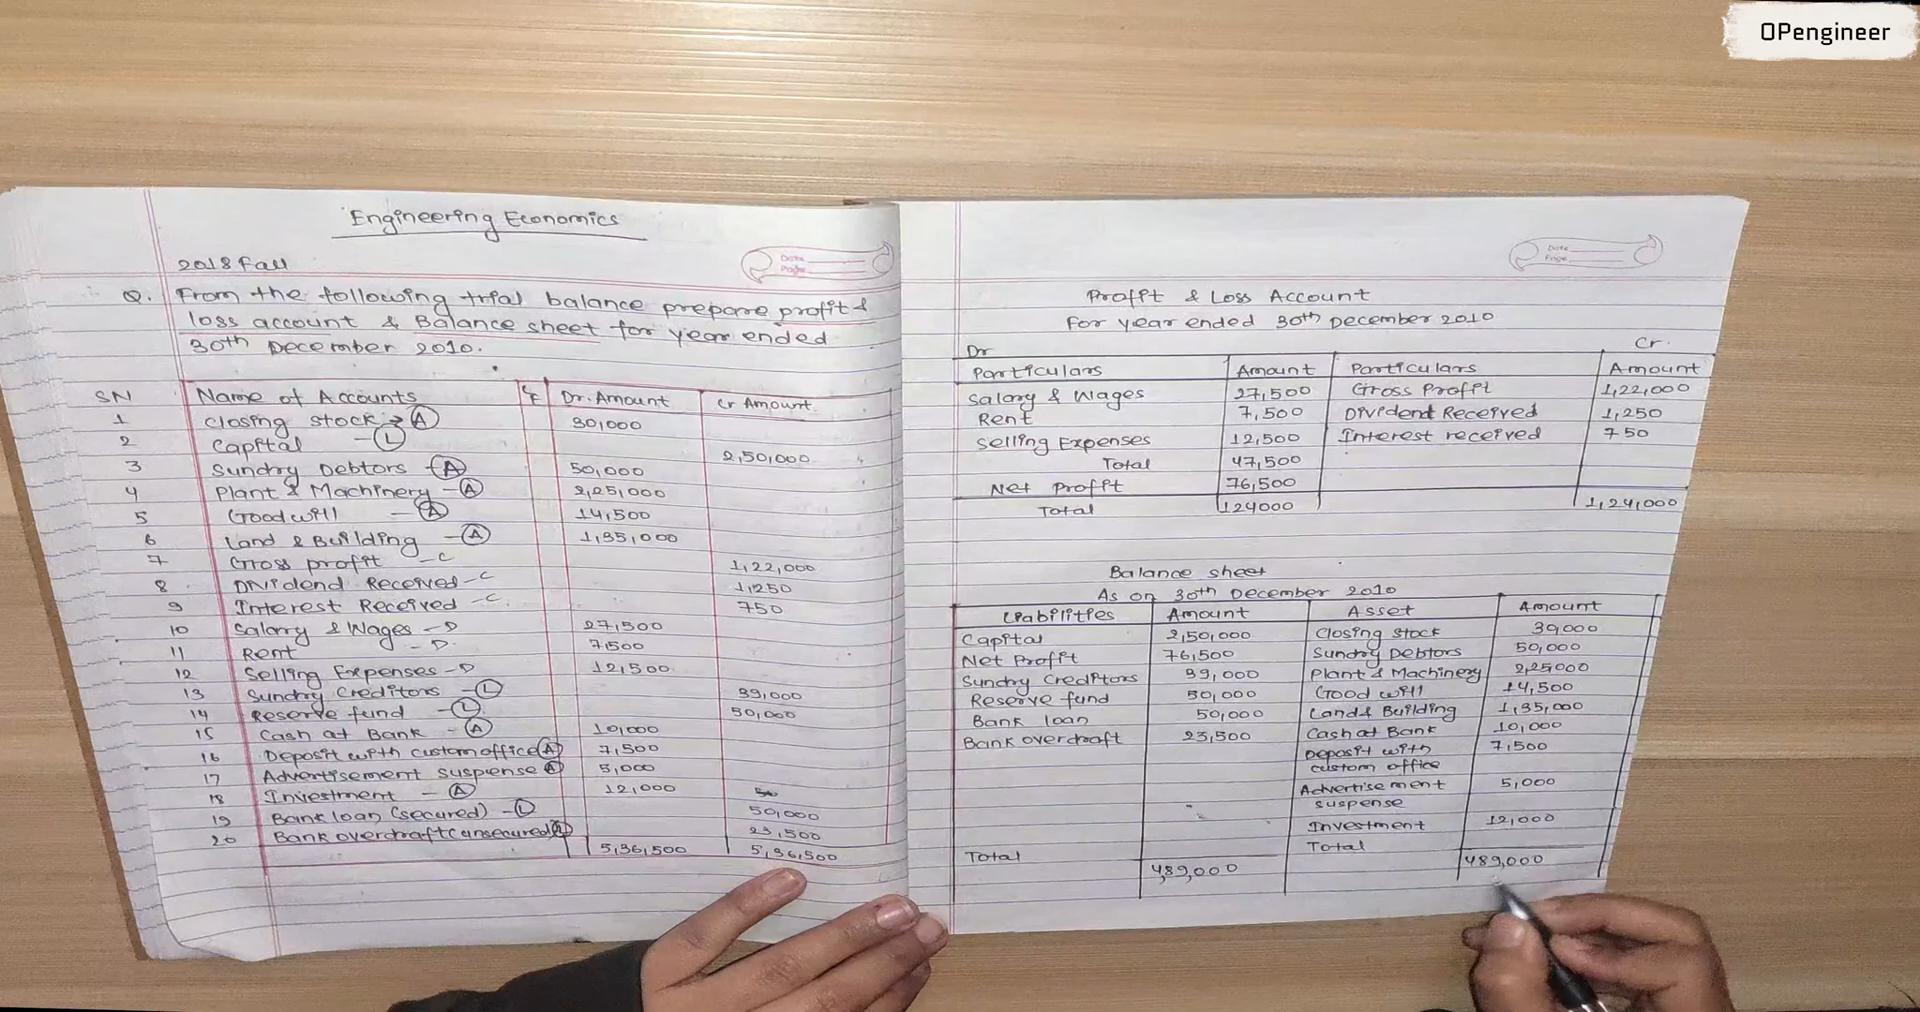 OPengineer
Engineering Economics
2018 Fall
Q. From the following trial balance prepare profit &
loss account & Balance sheet for year ended
30th December 2010.
SN Name of Accounts LF Dr. Amount Cr Amount
1 Closing stock → A 30,000
2 Capital - L 2,50,000
3 Sundry Debtors - A 50,000
4 Plant & Machinery - A 2,25,000
5 Goodwill - A 14,500
6 Land & Building - A 1,35,000
7 Gross profit - C 1,22,000
8 Dividend Received - C 1,250
9 Interest Received - C. 750
10 Salary & Wages - D 27,500
11 Rent - D. 7,500
12 Selling Expenses - D 12,500
13 Sundry Creditors - L 39,000
14 Reserve fund - L 50,000
15 Cash at Bank - A 10,000
16 Deposit with custom office A 7,500
17 Advertisement suspense A 5,000
18 Investment - A 12,000
19 Bank loan (secured) - L 50,000
20 Bank overdraft (unsecured) 23,500
5,36,500 5,36,500
Date
Page
Profit & Loss Account
For year ended 30th December 2010
Dr Cr.
Particulars Amount Particulars Amount
Salary & Wages 27,500 Gross Profit 1,22,000
Rent 7,500 Dividend Received 1,250
Selling Expenses 12,500 Interest received 750
Total 47,500
Net Profit 76,500
Total 124000 1,24,000
Balance sheet
As on 30th December 2010
Liabilities Amount Asset Amount
Capital 2,50,000 Closing stock 30,000
Net Profit 76,500 Sundry Debtors 50,000
Sundry Creditors 39,000 Plant & Machinery 2,25000
Reserve fund 50,000 Good will 14,500
Bank loan 50,000 Land & Building 1,35,000
Bank overdraft 23,500 Cash at Bank 10,000
Deposit with 7,500
custom office
Advertisement 5,000
suspense
Investment 12,000
Total Total
4,89,000 489,000
Date
Page